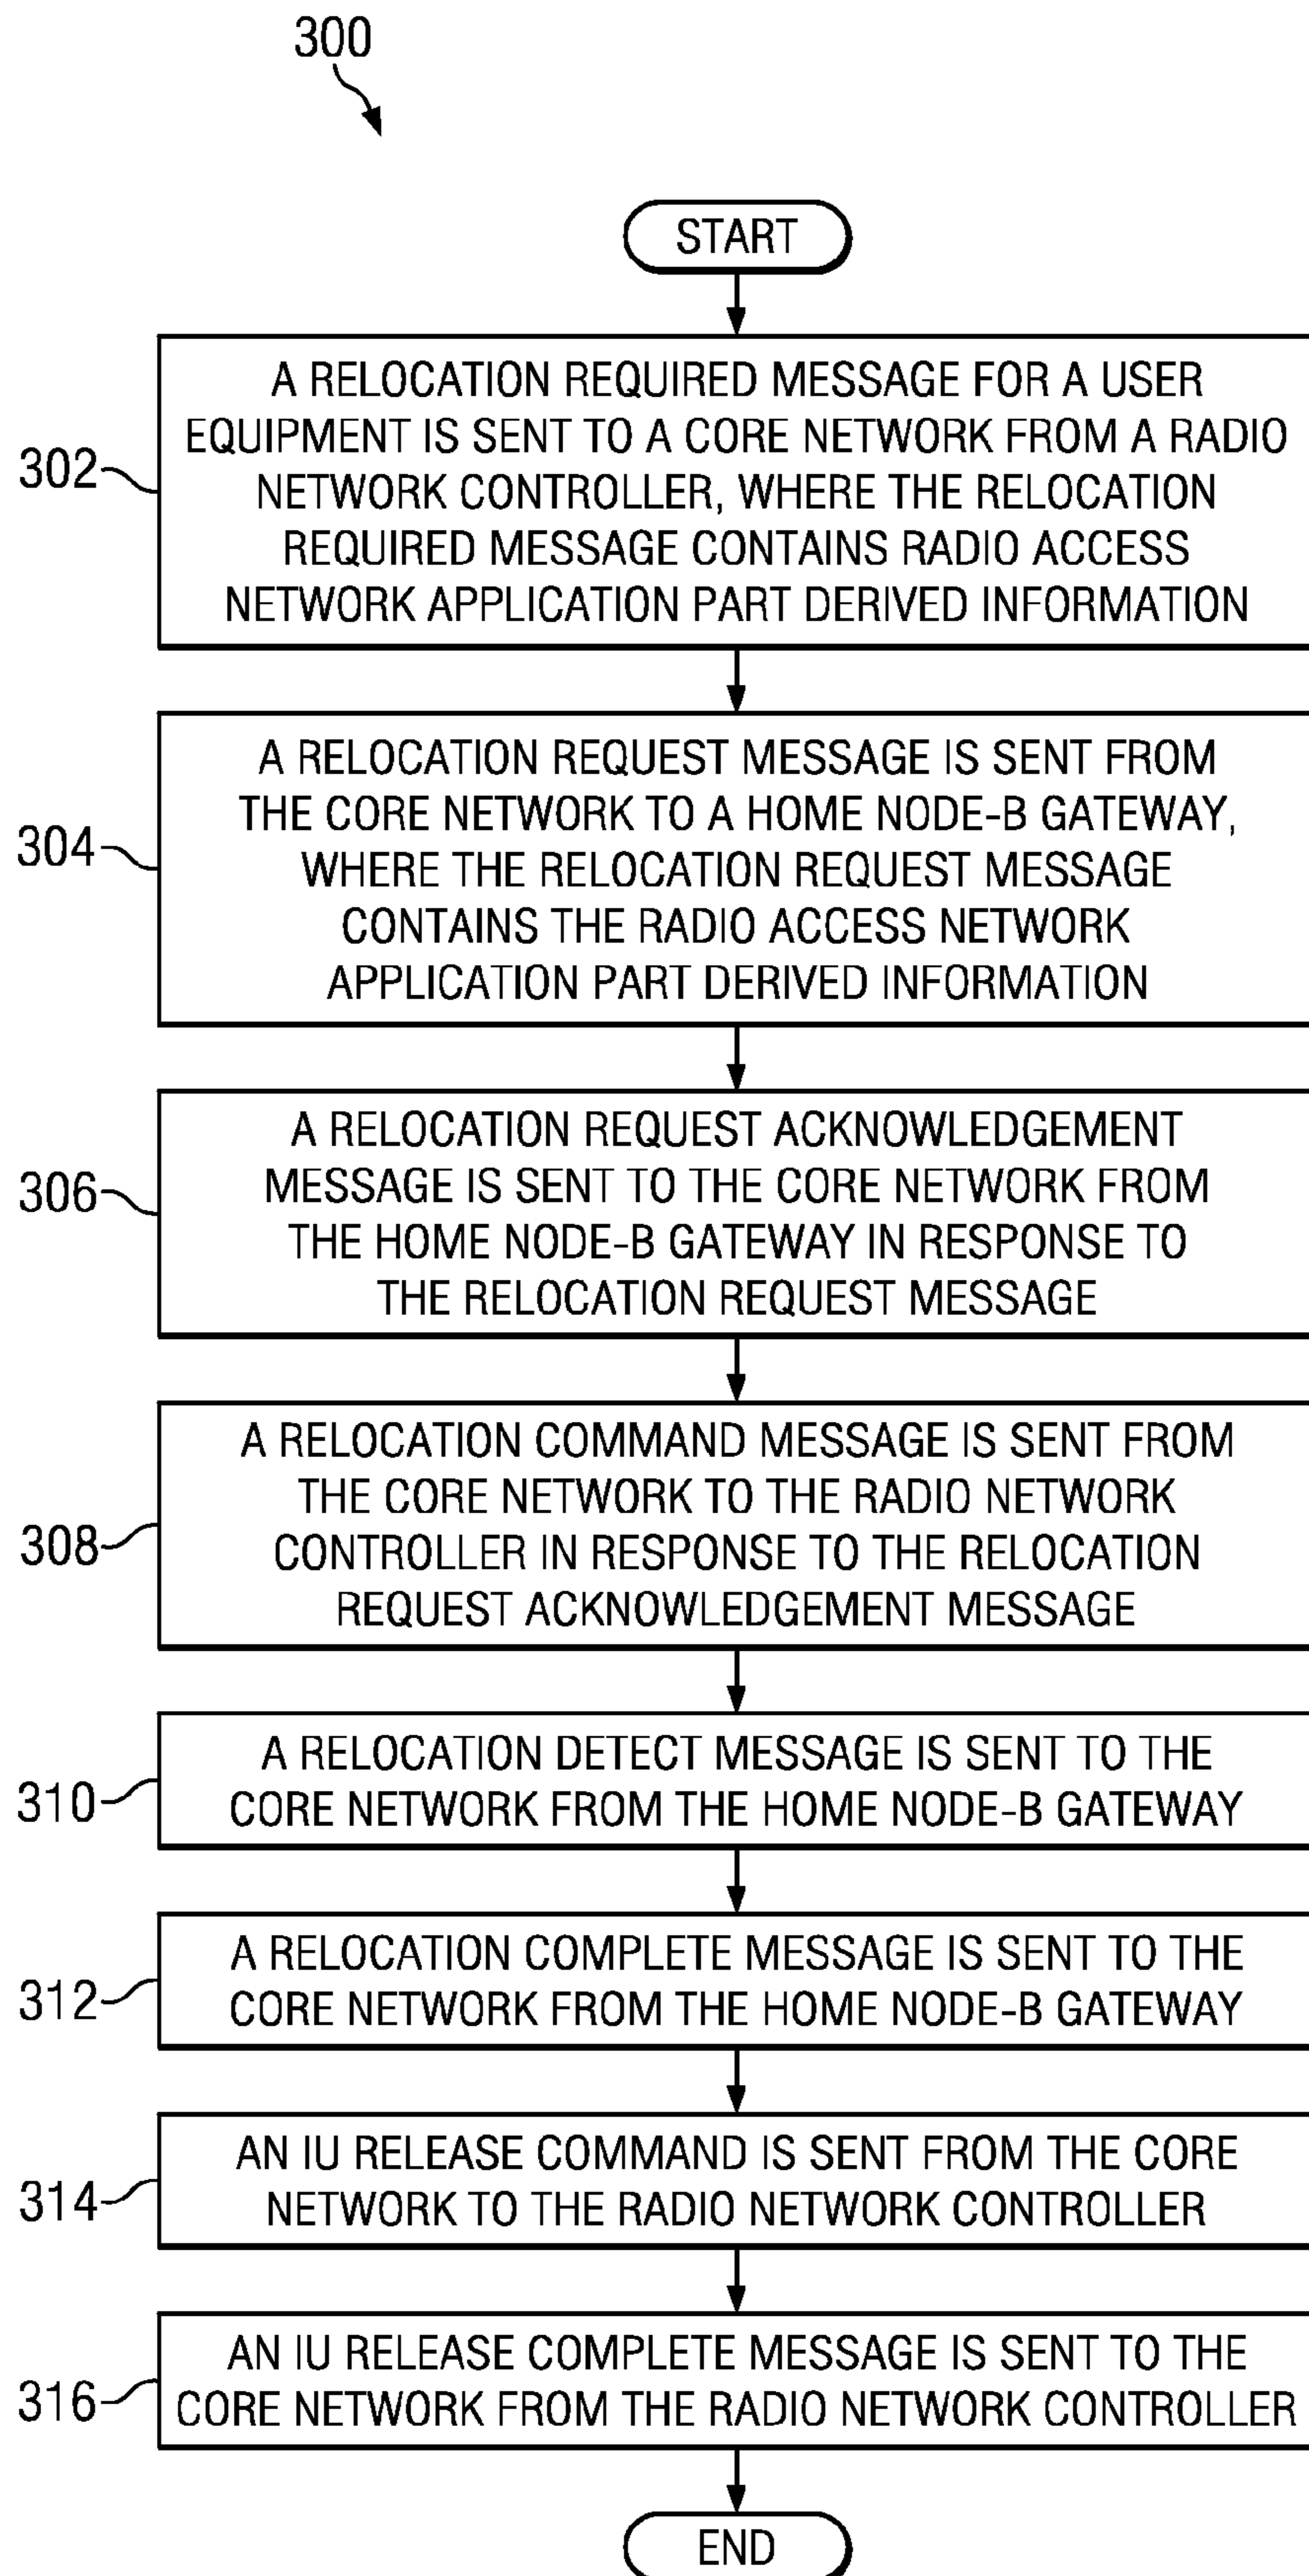 300
START
302
A RELOCATION REQUIRED MESSAGE FOR A USER
EQUIPMENT IS SENT TO A CORE NETWORK FROM A RADIO
NETWORK CONTROLLER, WHERE THE RELOCATION
REQUIRED MESSAGE CONTAINS RADIO ACCESS
NETWORK APPLICATION PART DERIVED INFORMATION
304
A RELOCATION REQUEST MESSAGE IS SENT FROM
THE CORE NETWORK TO A HOME NODE-B GATEWAY,
WHERE THE RELOCATION REQUEST MESSAGE
CONTAINS THE RADIO ACCESS NETWORK
APPLICATION PART DERIVED INFORMATION
306
A RELOCATION REQUEST ACKNOWLEDGEMENT
MESSAGE IS SENT TO THE CORE NETWORK FROM
THE HOME NODE-B GATEWAY IN RESPONSE TO
THE RELOCATION REQUEST MESSAGE
308
A RELOCATION COMMAND MESSAGE IS SENT FROM
THE CORE NETWORK TO THE RADIO NETWORK
CONTROLLER IN RESPONSE TO THE RELOCATION
REQUEST ACKNOWLEDGEMENT MESSAGE
310
A RELOCATION DETECT MESSAGE IS SENT TO THE
CORE NETWORK FROM THE HOME NODE-B GATEWAY
312
A RELOCATION COMPLETE MESSAGE IS SENT TO THE
CORE NETWORK FROM THE HOME NODE-B GATEWAY
314
AN IU RELEASE COMMAND IS SENT FROM THE CORE
NETWORK TO THE RADIO NETWORK CONTROLLER
316
AN IU RELEASE COMPLETE MESSAGE IS SENT TO THE
CORE NETWORK FROM THE RADIO NETWORK CONTROLLER
END